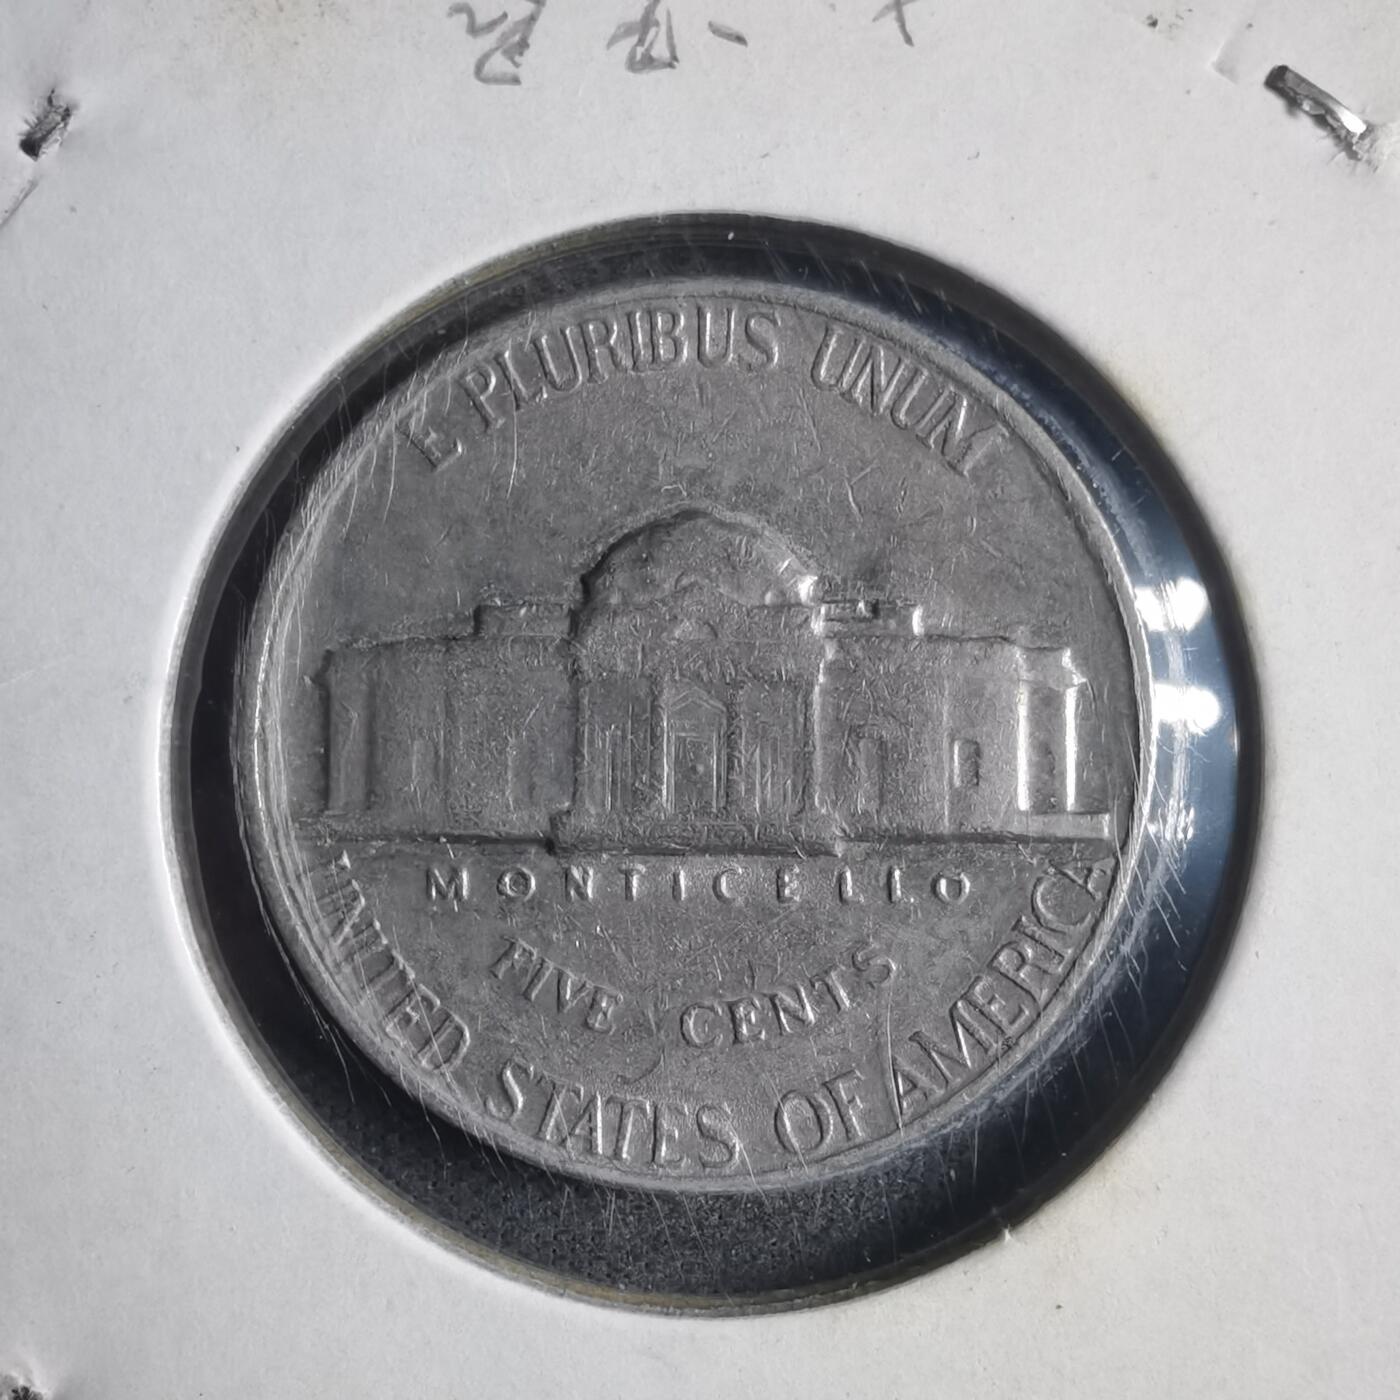 E PLURIBUS UNUM
MONTICELLO
FIVE CENTS
UNITED STATES OF AMERICA